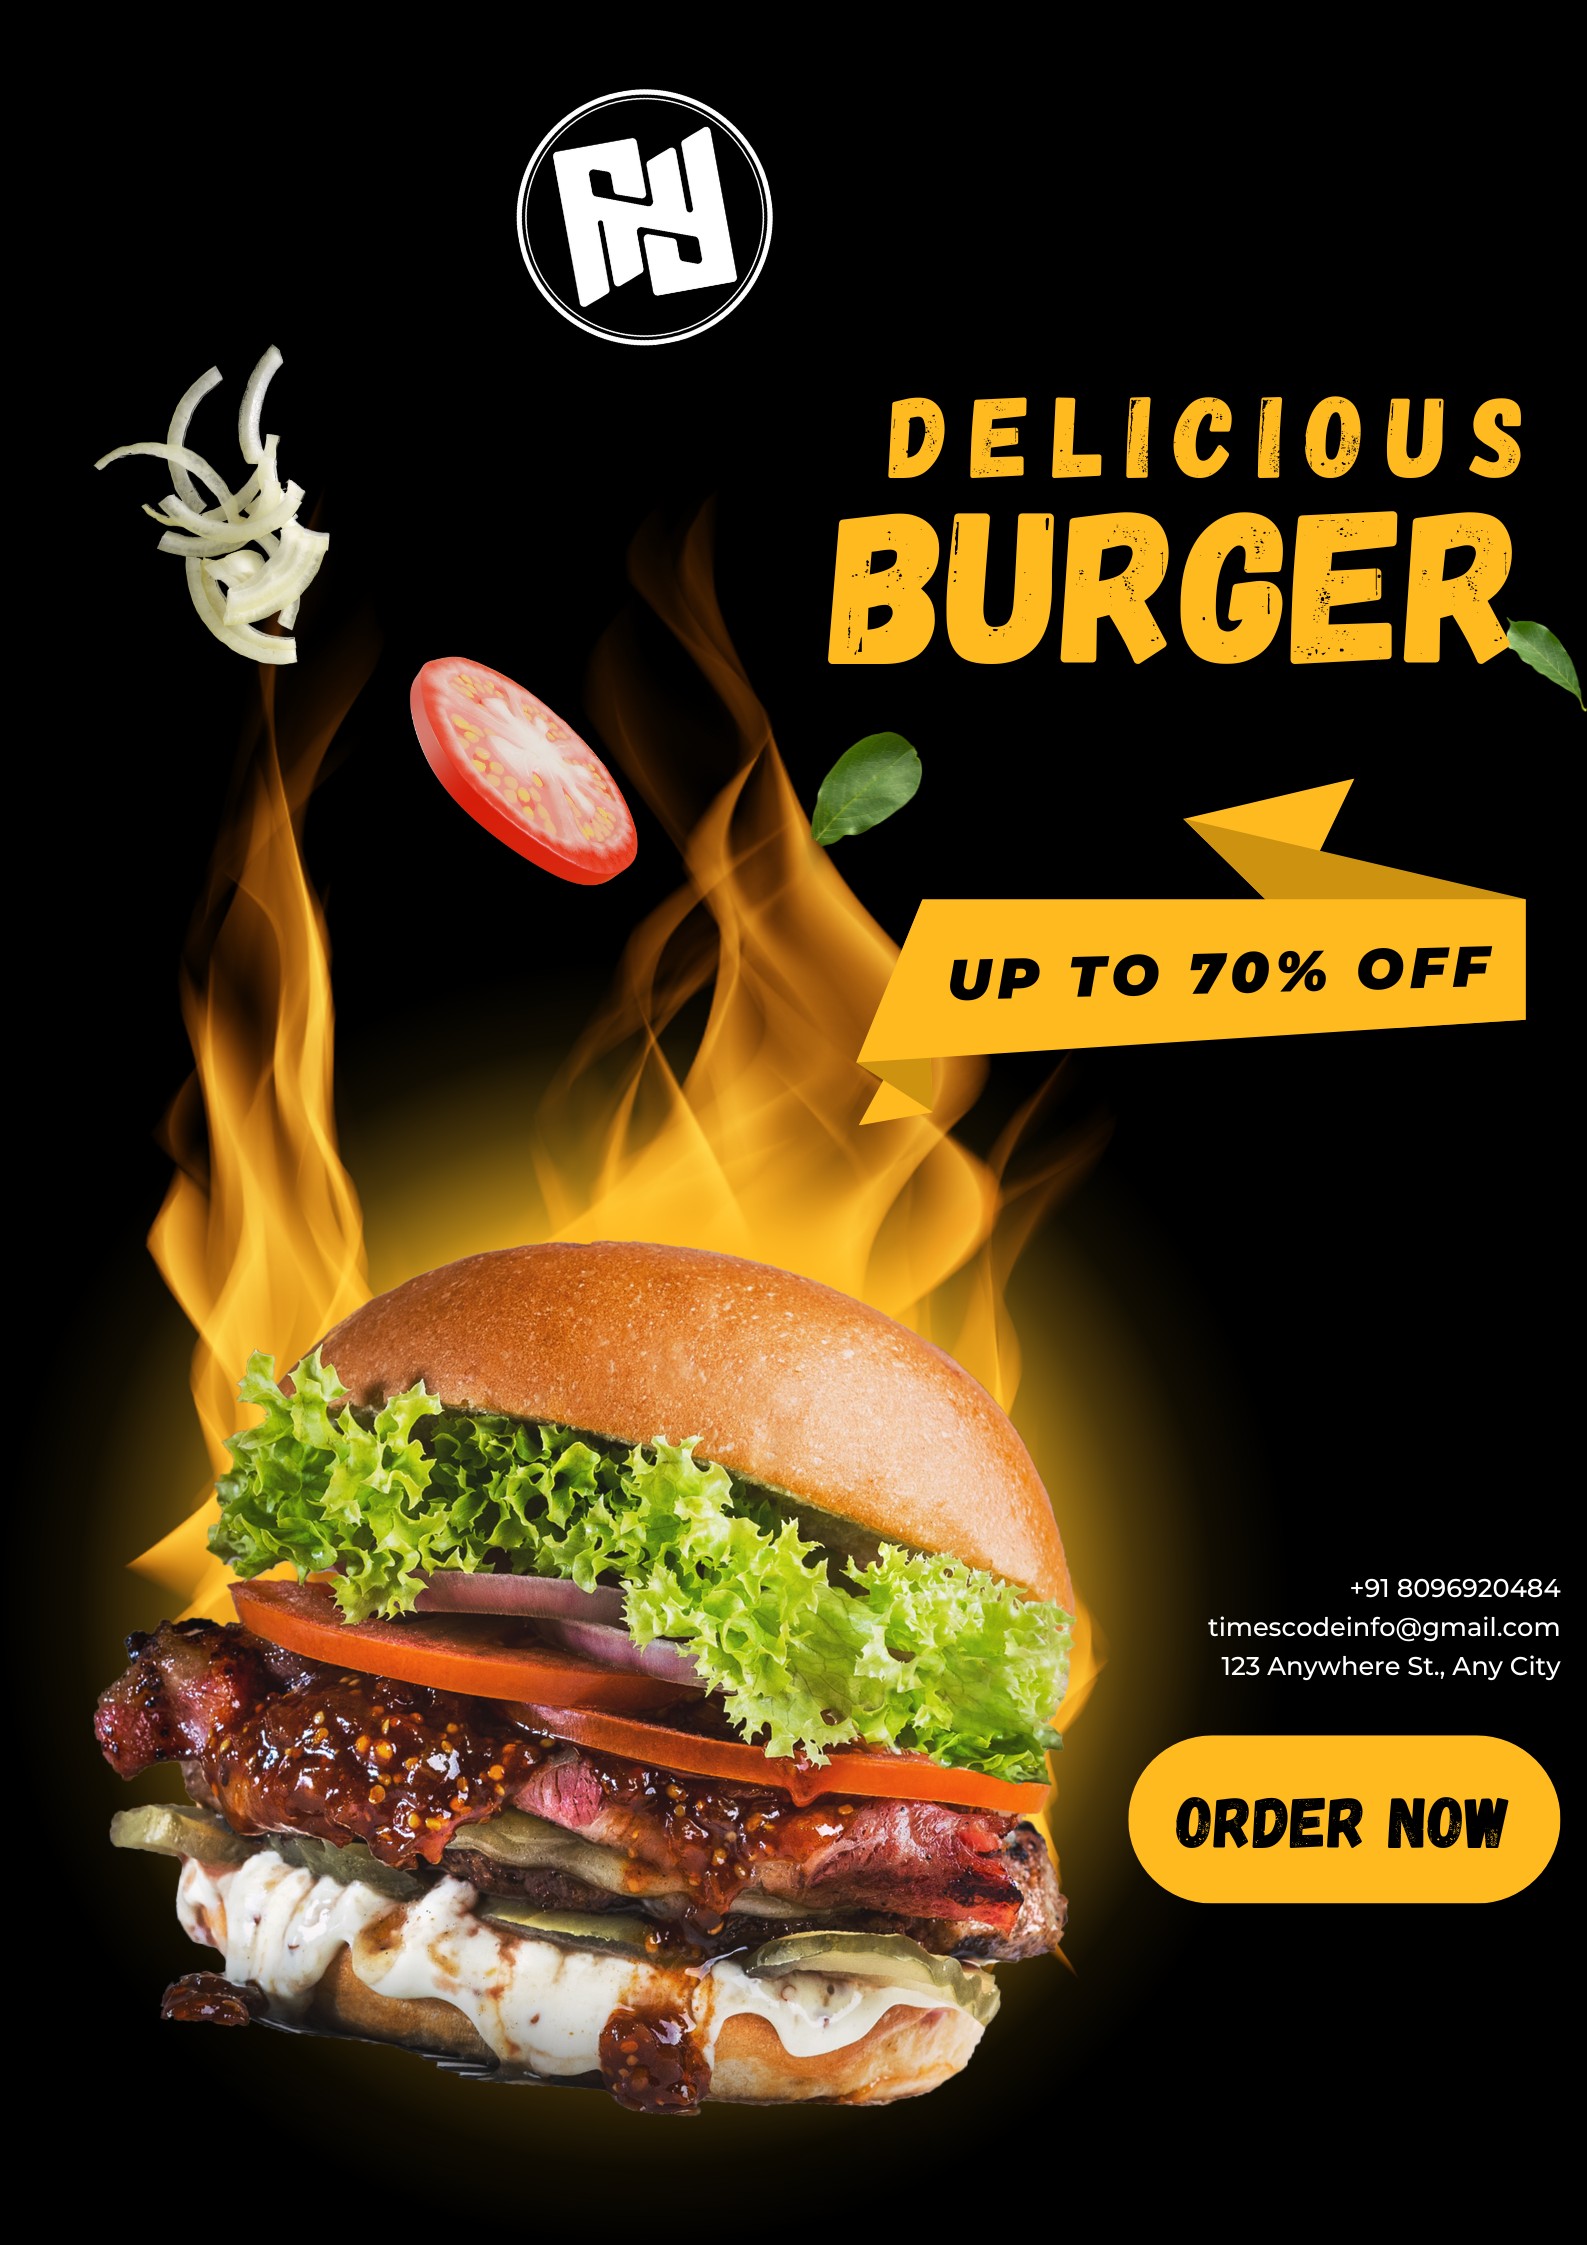 DELICIOUS
BURGER
UP TO 70% OFF
+91 8096920484
timescodeinfo@gmail.com
123 Anywhere St., Any City
ORDER NOW